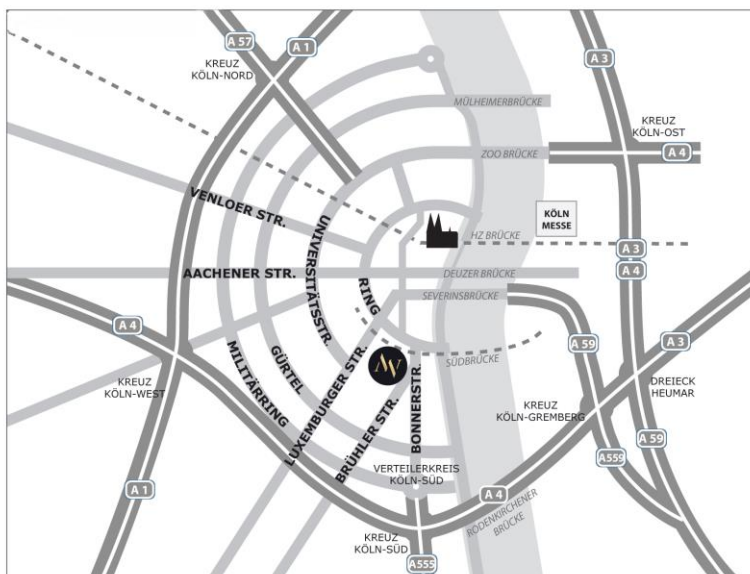 A 57
A 1
A 3
KREUZ
KÖLN-NORD
MÜLHEIMERBRÜCKE
KREUZ
KÖLN-OST
ZOO BRÜCKE
A 4
VENLOER STR.
UNIVERSITÄTSSTR.
KÖLN
MESSE
HZ BRÜCKE
A 3
A 4
AACHENER STR.
RING
DEUZER BRÜCKE
SEVERINSBRÜCKE
A 4
A 59
A 3
SÜDBRÜCKE
AW
KREUZ
KÖLN-WEST
MILITÄRRING
GÜRTEL
LUXEMBURGER STR.
BRÜHLER STR.
BONNERSTR.
DREIECK
HEUMAR
KREUZ
KÖLN-GREMBERG
A 59
A559
VERTEILERKREIS
KÖLN-SÜD
A 1
A 4
RODENKIRCHENER
BRÜCKE
KREUZ
KÖLN-SÜD
A555